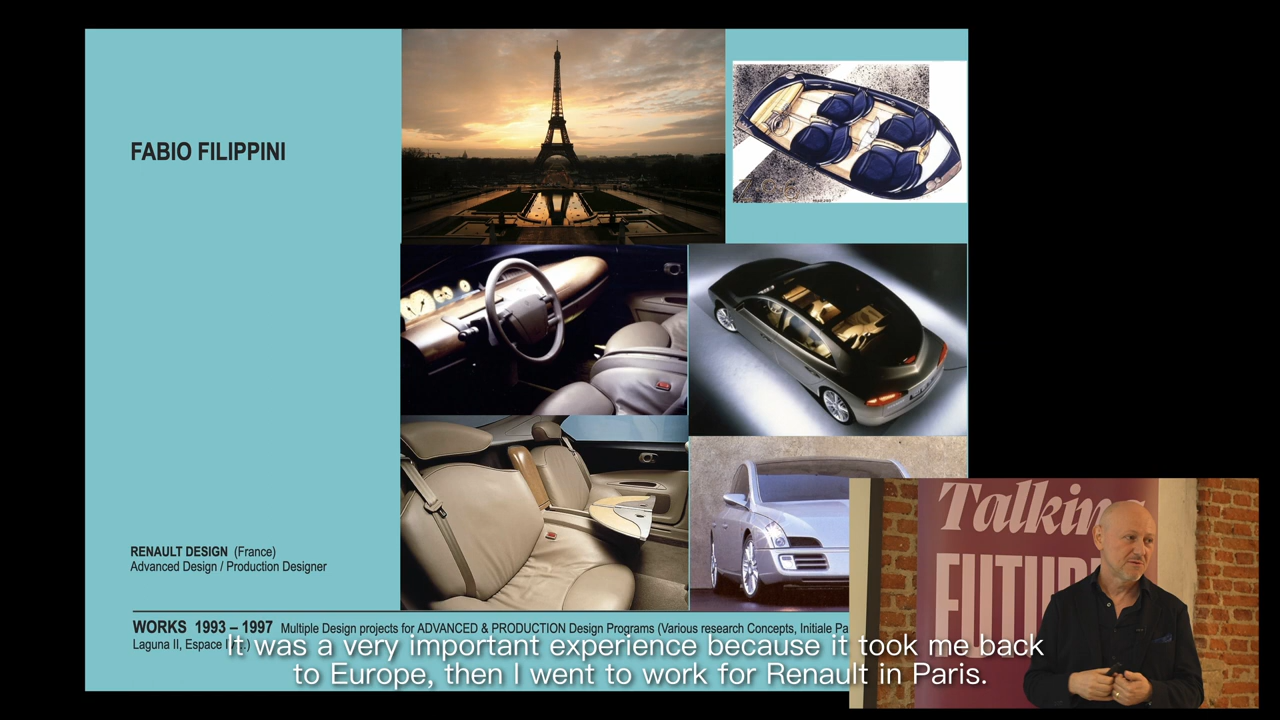 FABIO FILIPPINI
RENAULT DESIGN (France)
Advanced Design / Production Designer
WORKS 1993 – 1997 Multiple Design projects for ADVANCED & PRODUCTION Design Programs (Various research Concepts, Initiale Pa
Laguna II, Espace
It was a very important experience because it took me back
to Europe, then I went to work for Renault in Paris.
Talking
FUTURE